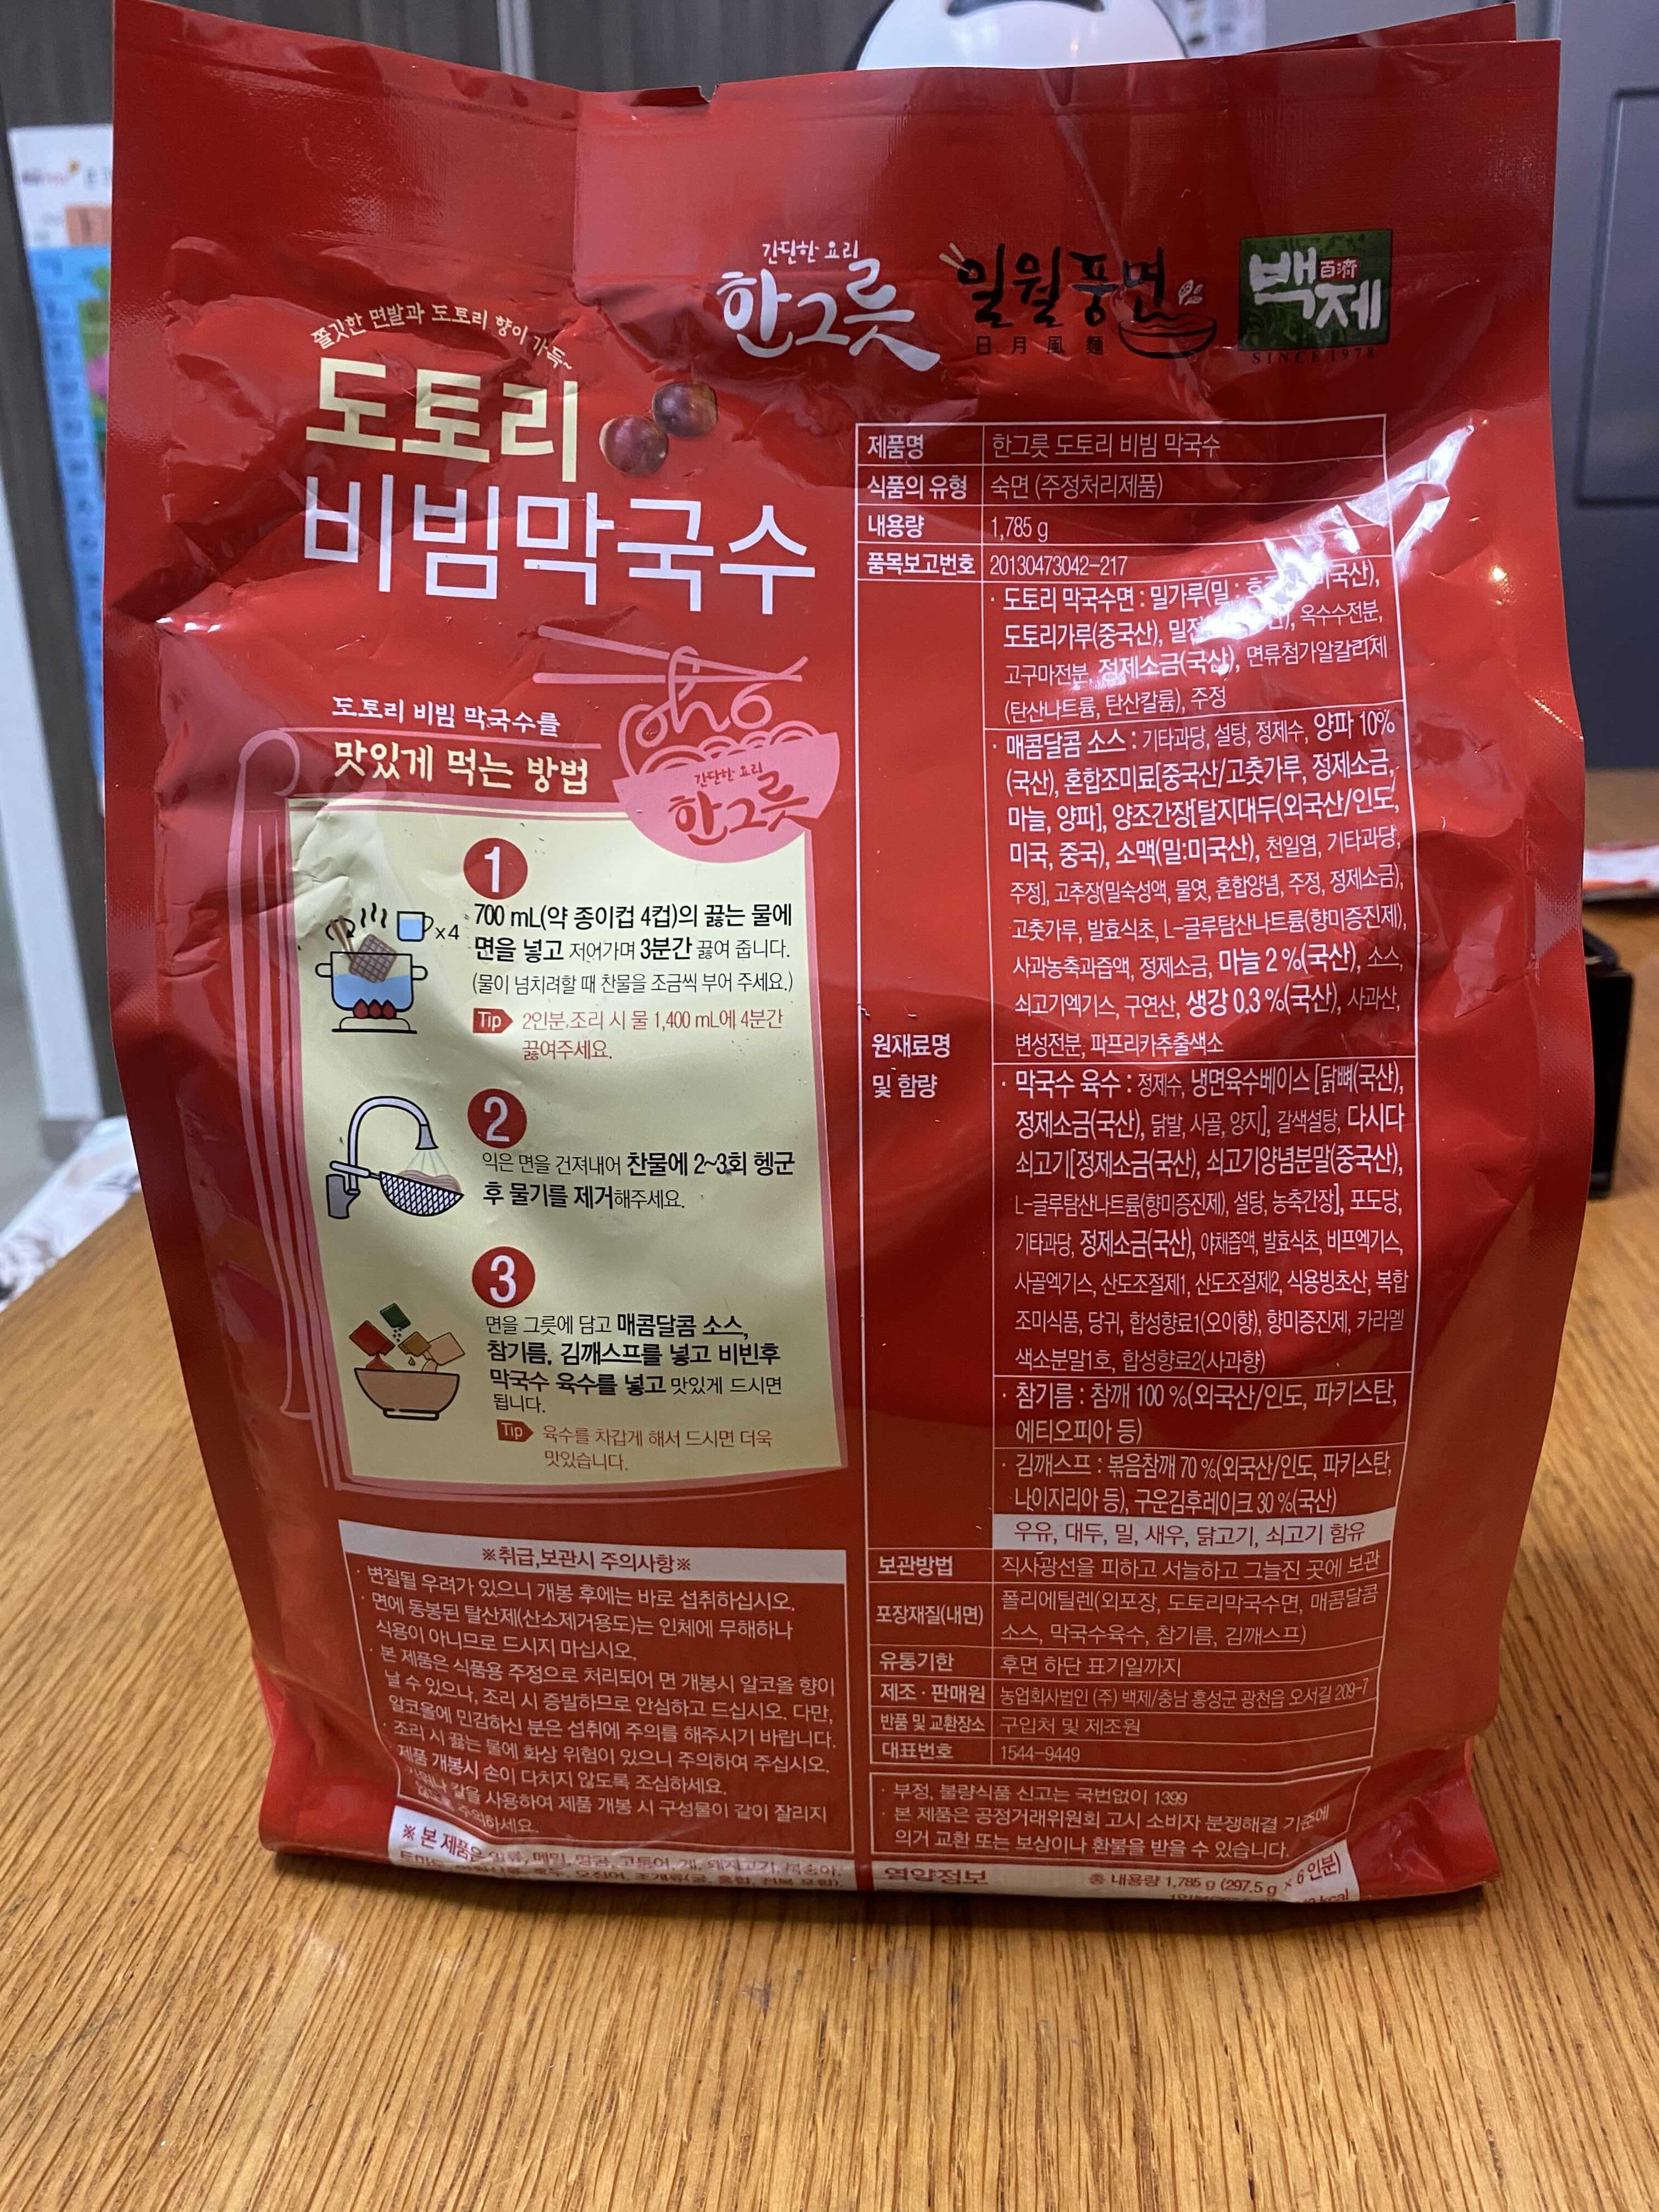 간단한 요리
한그릇
밀월풍면
日月風麵
백제
百濟
SINCE 1978
쫄깃한 면발과 도토리 향이 가득~
도토리
비빔막국수
도토리 비빔 막국수를
맛있게 먹는 방법
oho
간단한 요리
한그릇
1
x4
700 mL(약 종이컵 4컵)의 끓는 물에
면을 넣고 저어가며 3분간 끓여 줍니다.
(물이 넘치려할 때 찬물을 조금씩 부어 주세요.)
Tip 2인분 조리 시 물 1,400 mL에 4분간
끓여주세요.
2
익은 면을 건져내어 찬물에 2~3회 헹군
후 물기를 제거해주세요.
3
면을 그릇에 담고 매콤달콤 소스,
참기름, 김깨스프를 넣고 비빈후
막국수 육수를 넣고 맛있게 드시면
됩니다.
Tip 육수를 차갑게 해서 드시면 더욱
맛있습니다.
※취급,보관시 주의사항※
· 변질될 우려가 있으니 개봉 후에는 바로 섭취하십시오.
· 면에 동봉된 탈산제(산소제거용도)는 인체에 무해하나
식용이 아니므로 드시지 마십시오.
· 본 제품은 식품용 주정으로 처리되어 면 개봉시 알코올 향이
날 수 있으나, 조리 시 증발하므로 안심하고 드십시오. 다만,
알코올에 민감하신 분은 섭취에 주의를 해주시기 바랍니다.
· 조리 시 끓는 물에 화상 위험이 있으니 주의하여 주십시오.
제품 개봉시 손이 다치지 않도록 조심하세요.
칼을 사용하여 제품 개봉 시 구성물이 같이 잘리지
주의하세요.
※ 본 제품은 메밀, 땅콩, 고등어, 게, 돼지고기, 복숭아,
호두, 오징어, 조개류(굴, 홍합, 전복 포함),
제품명 한그릇 도토리 비빔 막국수
식품의 유형 숙면 (주정처리제품)
내용량 1,785 g
품목보고번호 20130473042-217
원재료명
및 함량
· 도토리 막국수면 : 밀가루(밀 : 미국산),
도토리가루(중국산), 옥수수전분,
고구마전분, 정제소금(국산), 면류첨가알칼리제
(탄산나트륨, 탄산칼륨), 주정
· 매콤달콤 소스 : 기타과당, 설탕, 정제수, 양파 10%
(국산), 혼합조미료[중국산/고춧가루, 정제소금,
마늘, 양파], 양조간장[탈지대두(외국산/인도,
미국, 중국), 소맥(밀:미국산), 천일염, 기타과당,
주정], 고추장(밀숙성액, 물엿, 혼합양념, 주정, 정제소금),
고춧가루, 발효식초, L-글루탐산나트륨(향미증진제),
사과농축과즙액, 정제소금, 마늘 2 %(국산), 소스,
쇠고기엑기스, 구연산, 생강 0.3 %(국산), 사과산,
변성전분, 파프리카추출색소
· 막국수 육수 : 정제수, 냉면육수베이스 [닭뼈(국산),
정제소금(국산), 닭발, 사골, 양지], 갈색설탕, 다시다
쇠고기[정제소금(국산), 쇠고기양념분말(중국산),
L-글루탐산나트륨(향미증진제), 설탕, 농축간장], 포도당,
기타과당, 정제소금(국산), 야채즙액, 발효식초, 비프엑기스,
사골엑기스, 산도조절제1, 산도조절제2, 식용빙초산, 복합
조미식품, 당귀, 합성향료1(오이향), 향미증진제, 카라멜
색소분말1호, 합성향료2(사과향)
· 참기름 : 참깨 100 %(외국산/인도, 파키스탄,
에티오피아 등)
· 김깨스프 : 볶음참깨 70 %(외국산/인도, 파키스탄,
나이지리아 등), 구운김후레이크 30 %(국산)
우유, 대두, 밀, 새우, 닭고기, 쇠고기 함유
보관방법 직사광선을 피하고 서늘하고 그늘진 곳에 보관
포장재질(내면) 폴리에틸렌(외포장, 도토리막국수면, 매콤달콤
소스, 막국수육수, 참기름, 김깨스프)
유통기한 후면 하단 표기일까지
제조 · 판매원 농업회사법인 (주) 백제/충남 홍성군 광천읍 오서길 209-7
반품 및 교환장소 구입처 및 제조원
대표번호 1544-9449
· 부정, 불량식품 신고는 국번없이 1399
· 본 제품은 공정거래위원회 고시 소비자 분쟁해결 기준에
의거 교환 또는 보상이나 환불을 받을 수 있습니다.
영양정보 총 내용량 1,785 g (297.5 g × 6 인분)
kcal